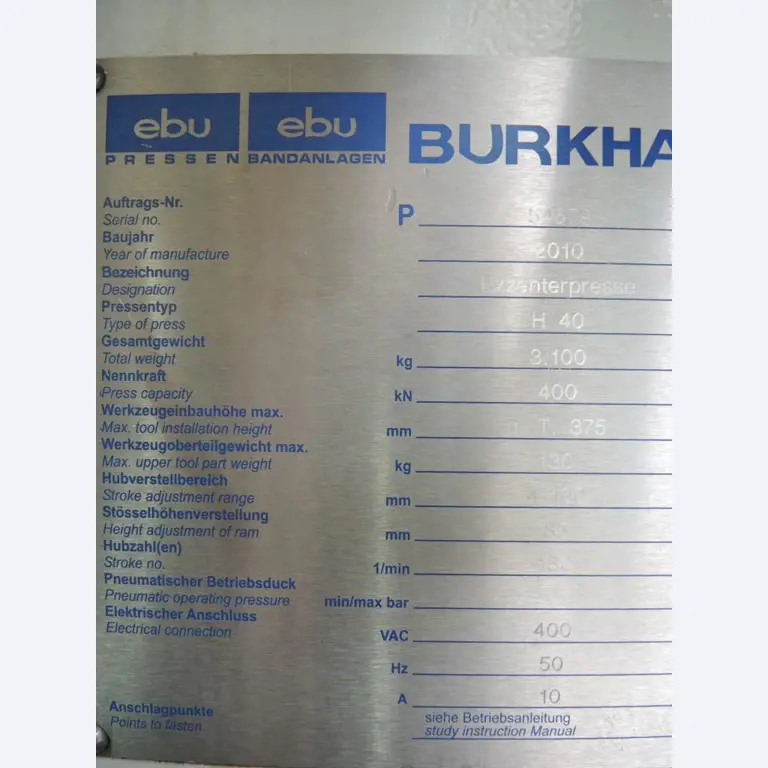 ebu ebu BURKHA
PRESSEN BANDANLAGEN
Auftrags-Nr.
Serial no. P
Baujahr
Year of manufacture 2010
Bezeichnung
Designation Exzenterpresse
Pressentyp
Type of press H 40
Gesamtgewicht
Total weight kg 3.100
Nennkraft
Press capacity kN 400
Werkzeugeinbauhöhe max.
Max. tool installation height mm T. 375
Werkzeugoberteilgewicht max.
Max. upper tool part weight kg
Hubverstellbereich
Stroke adjustment range mm
Stösselhöhenverstellung
Height adjustment of ram mm
Hubzahl(en)
Stroke no. 1/min
Pneumatischer Betriebsduck
Pneumatic operating pressure min/max bar
Elektrischer Anschluss
Electrical connection VAC 400
Hz 50
A 10
Anschlagpunkte
Points to fasten
siehe Betriebsanleitung
study instruction Manual